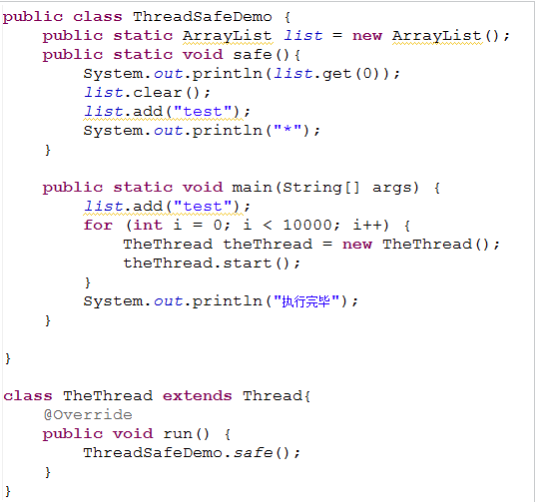 public class ThreadSafeDemo {
    public static ArrayList list = new ArrayList();
    public static void safe(){
        System.out.println(list.get(0));
        list.clear();
        list.add("test");
        System.out.println("*");
    }
    public static void main(String[] args) {
        list.add("test");
        for (int i = 0; i < 10000; i++) {
            TheThread theThread = new TheThread();
            theThread.start();
        }
        System.out.println("执行完毕");
    }
}
class TheThread extends Thread{
    @Override
    public void run() {
        ThreadSafeDemo.safe();
    }
}